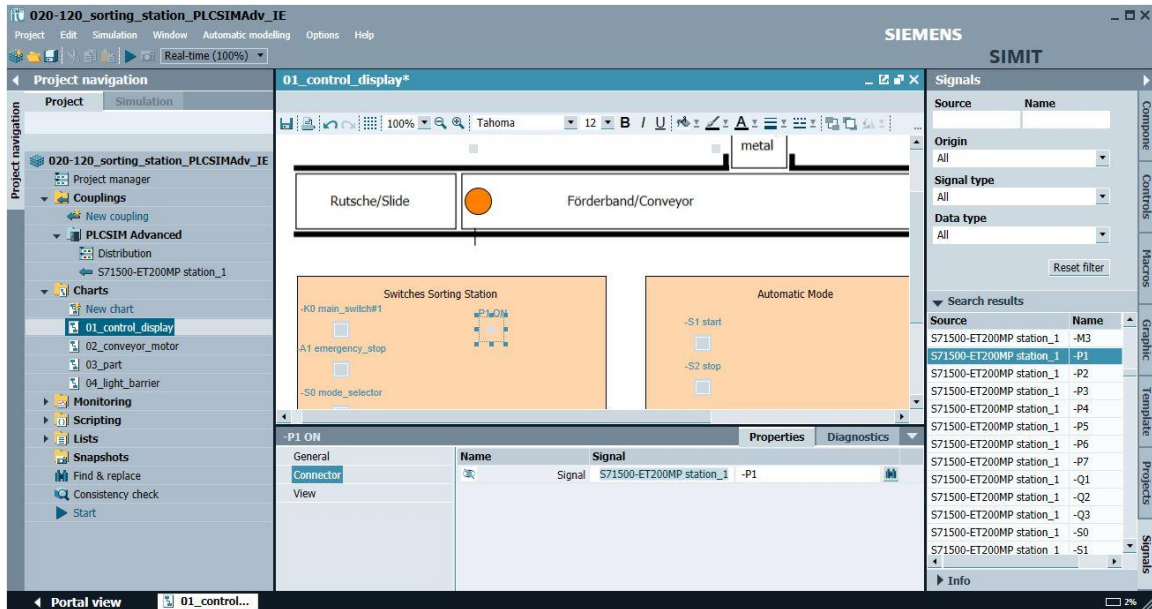 020-120_sorting_station_PLCSIMAdv_IE
Project Edit Simulation Window Automatic modelling Options Help
SIEMENS
SIMIT
Real-time (100%)
Project navigation
Project Simulation
Project navigation
020-120_sorting_station_PLCSIMAdv_IE
Project manager
Couplings
New coupling
PLCSIM Advanced
Distribution
S71500-ET200MP station_1
Charts
New chart
01_control_display
02_conveyor_motor
03_part
04_light_barrier
Monitoring
Scripting
Lists
Snapshots
Find & replace
Consistency check
Start
01_control_display*
100% Tahoma 12 B I U A ...
metal
Rutsche/Slide
Förderband/Conveyor
Switches Sorting Station
-K0 main_switch#1
-P1 ON
-A1 emergency_stop
-S0 mode_selector
Automatic Mode
-S1 start
-S2 stop
-P1 ON
Properties Diagnostics
General
Connector
View
Name Signal
Signal S71500-ET200MP station_1 -P1
Signals
Source Name
Origin
All
Signal type
All
Data type
All
Reset filter
Search results
Source Name
S71500-ET200MP station_1 -M3
S71500-ET200MP station_1 -P1
S71500-ET200MP station_1 -P2
S71500-ET200MP station_1 -P3
S71500-ET200MP station_1 -P4
S71500-ET200MP station_1 -P5
S71500-ET200MP station_1 -P6
S71500-ET200MP station_1 -P7
S71500-ET200MP station_1 -Q1
S71500-ET200MP station_1 -Q2
S71500-ET200MP station_1 -Q3
S71500-ET200MP station_1 -S0
S71500-ET200MP station_1 -S1
Info
Compone
Controls
Macros
Graphic
Template
Projects
Signals
Portal view
01_control...
2%